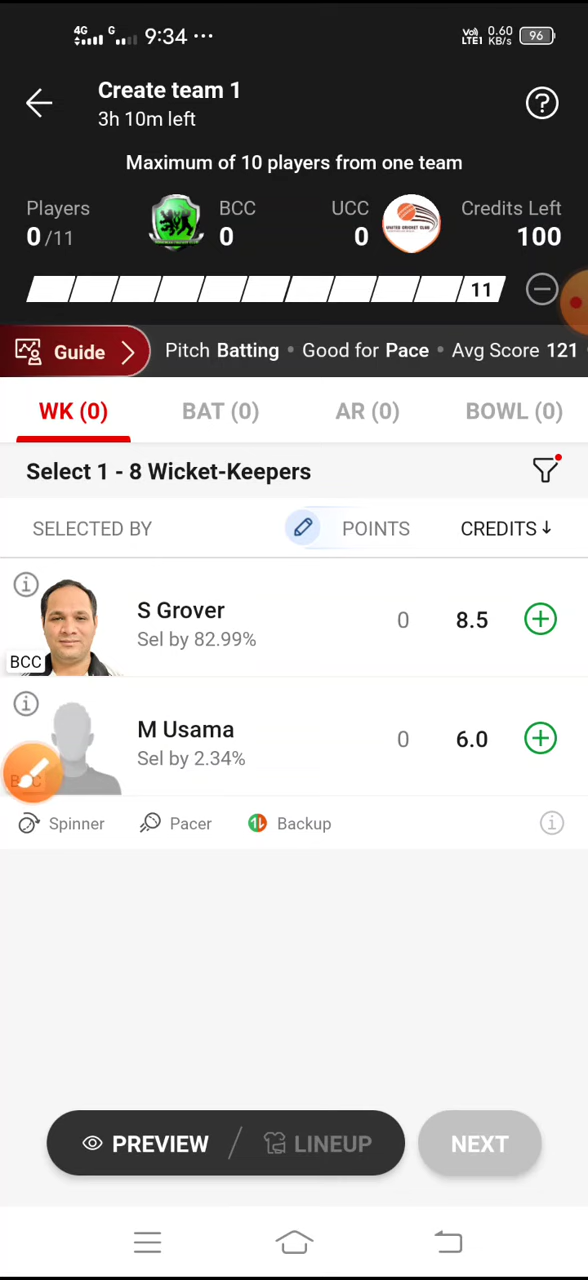 4G G 9:34 ··· Vo) LTE1 0.60 KB/s 96
Create team 1
3h 10m left
Maximum of 10 players from one team
Players BCC UCC Credits Left
0/11 0 0 100
11
Guide Pitch Batting • Good for Pace • Avg Score 121
WK (0) BAT (0) AR (0) BOWL (0)
Select 1 - 8 Wicket-Keepers
SELECTED BY POINTS CREDITS↓
S Grover 0 8.5
Sel by 82.99%
BCC
M Usama 0 6.0
Sel by 2.34%
Spinner Pacer Backup
PREVIEW / LINEUP NEXT